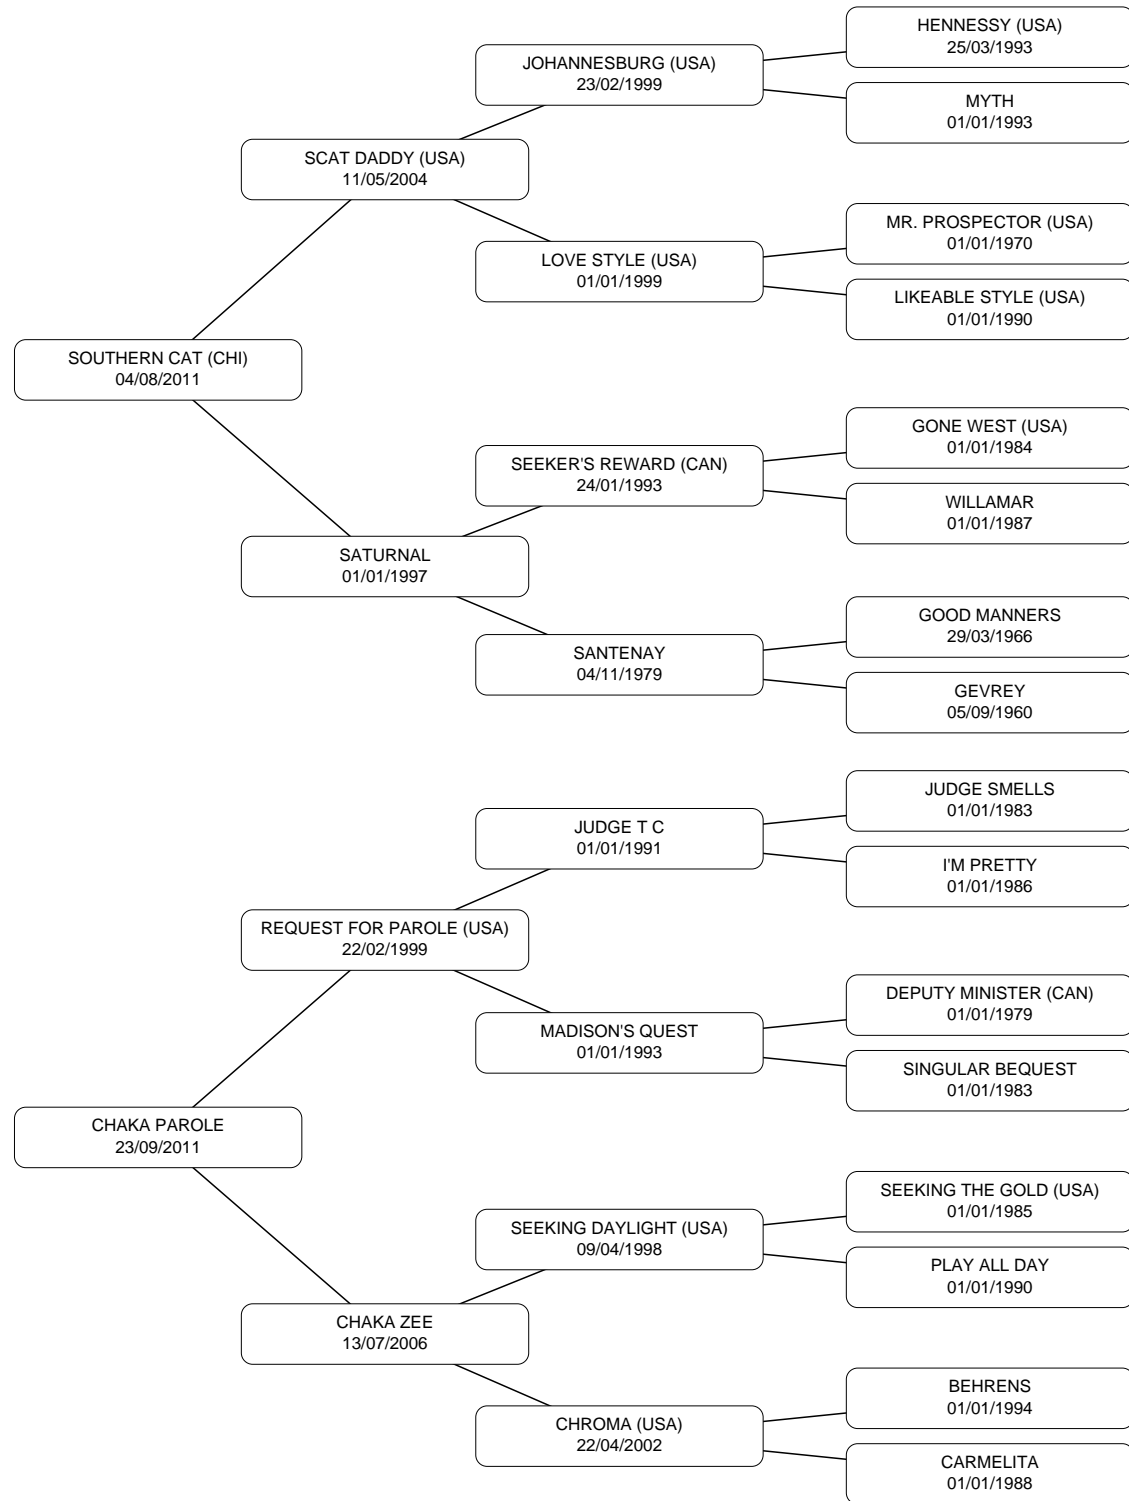 HENNESSY (USA)
25/03/1993
JOHANNESBURG (USA)
23/02/1999
MYTH
01/01/1993
SCAT DADDY (USA)
11/05/2004
MR. PROSPECTOR (USA)
01/01/1970
LOVE STYLE (USA)
01/01/1999
LIKEABLE STYLE (USA)
01/01/1990
SOUTHERN CAT (CHI)
04/08/2011
GONE WEST (USA)
01/01/1984
SEEKER'S REWARD (CAN)
24/01/1993
WILLAMAR
01/01/1987
SATURNAL
01/01/1997
GOOD MANNERS
29/03/1966
SANTENAY
04/11/1979
GEVREY
05/09/1960
JUDGE SMELLS
01/01/1983
JUDGE T C
01/01/1991
I'M PRETTY
01/01/1986
REQUEST FOR PAROLE (USA)
22/02/1999
DEPUTY MINISTER (CAN)
01/01/1979
MADISON'S QUEST
01/01/1993
SINGULAR BEQUEST
01/01/1983
CHAKA PAROLE
23/09/2011
SEEKING THE GOLD (USA)
01/01/1985
SEEKING DAYLIGHT (USA)
09/04/1998
PLAY ALL DAY
01/01/1990
CHAKA ZEE
13/07/2006
BEHRENS
01/01/1994
CHROMA (USA)
22/04/2002
CARMELITA
01/01/1988